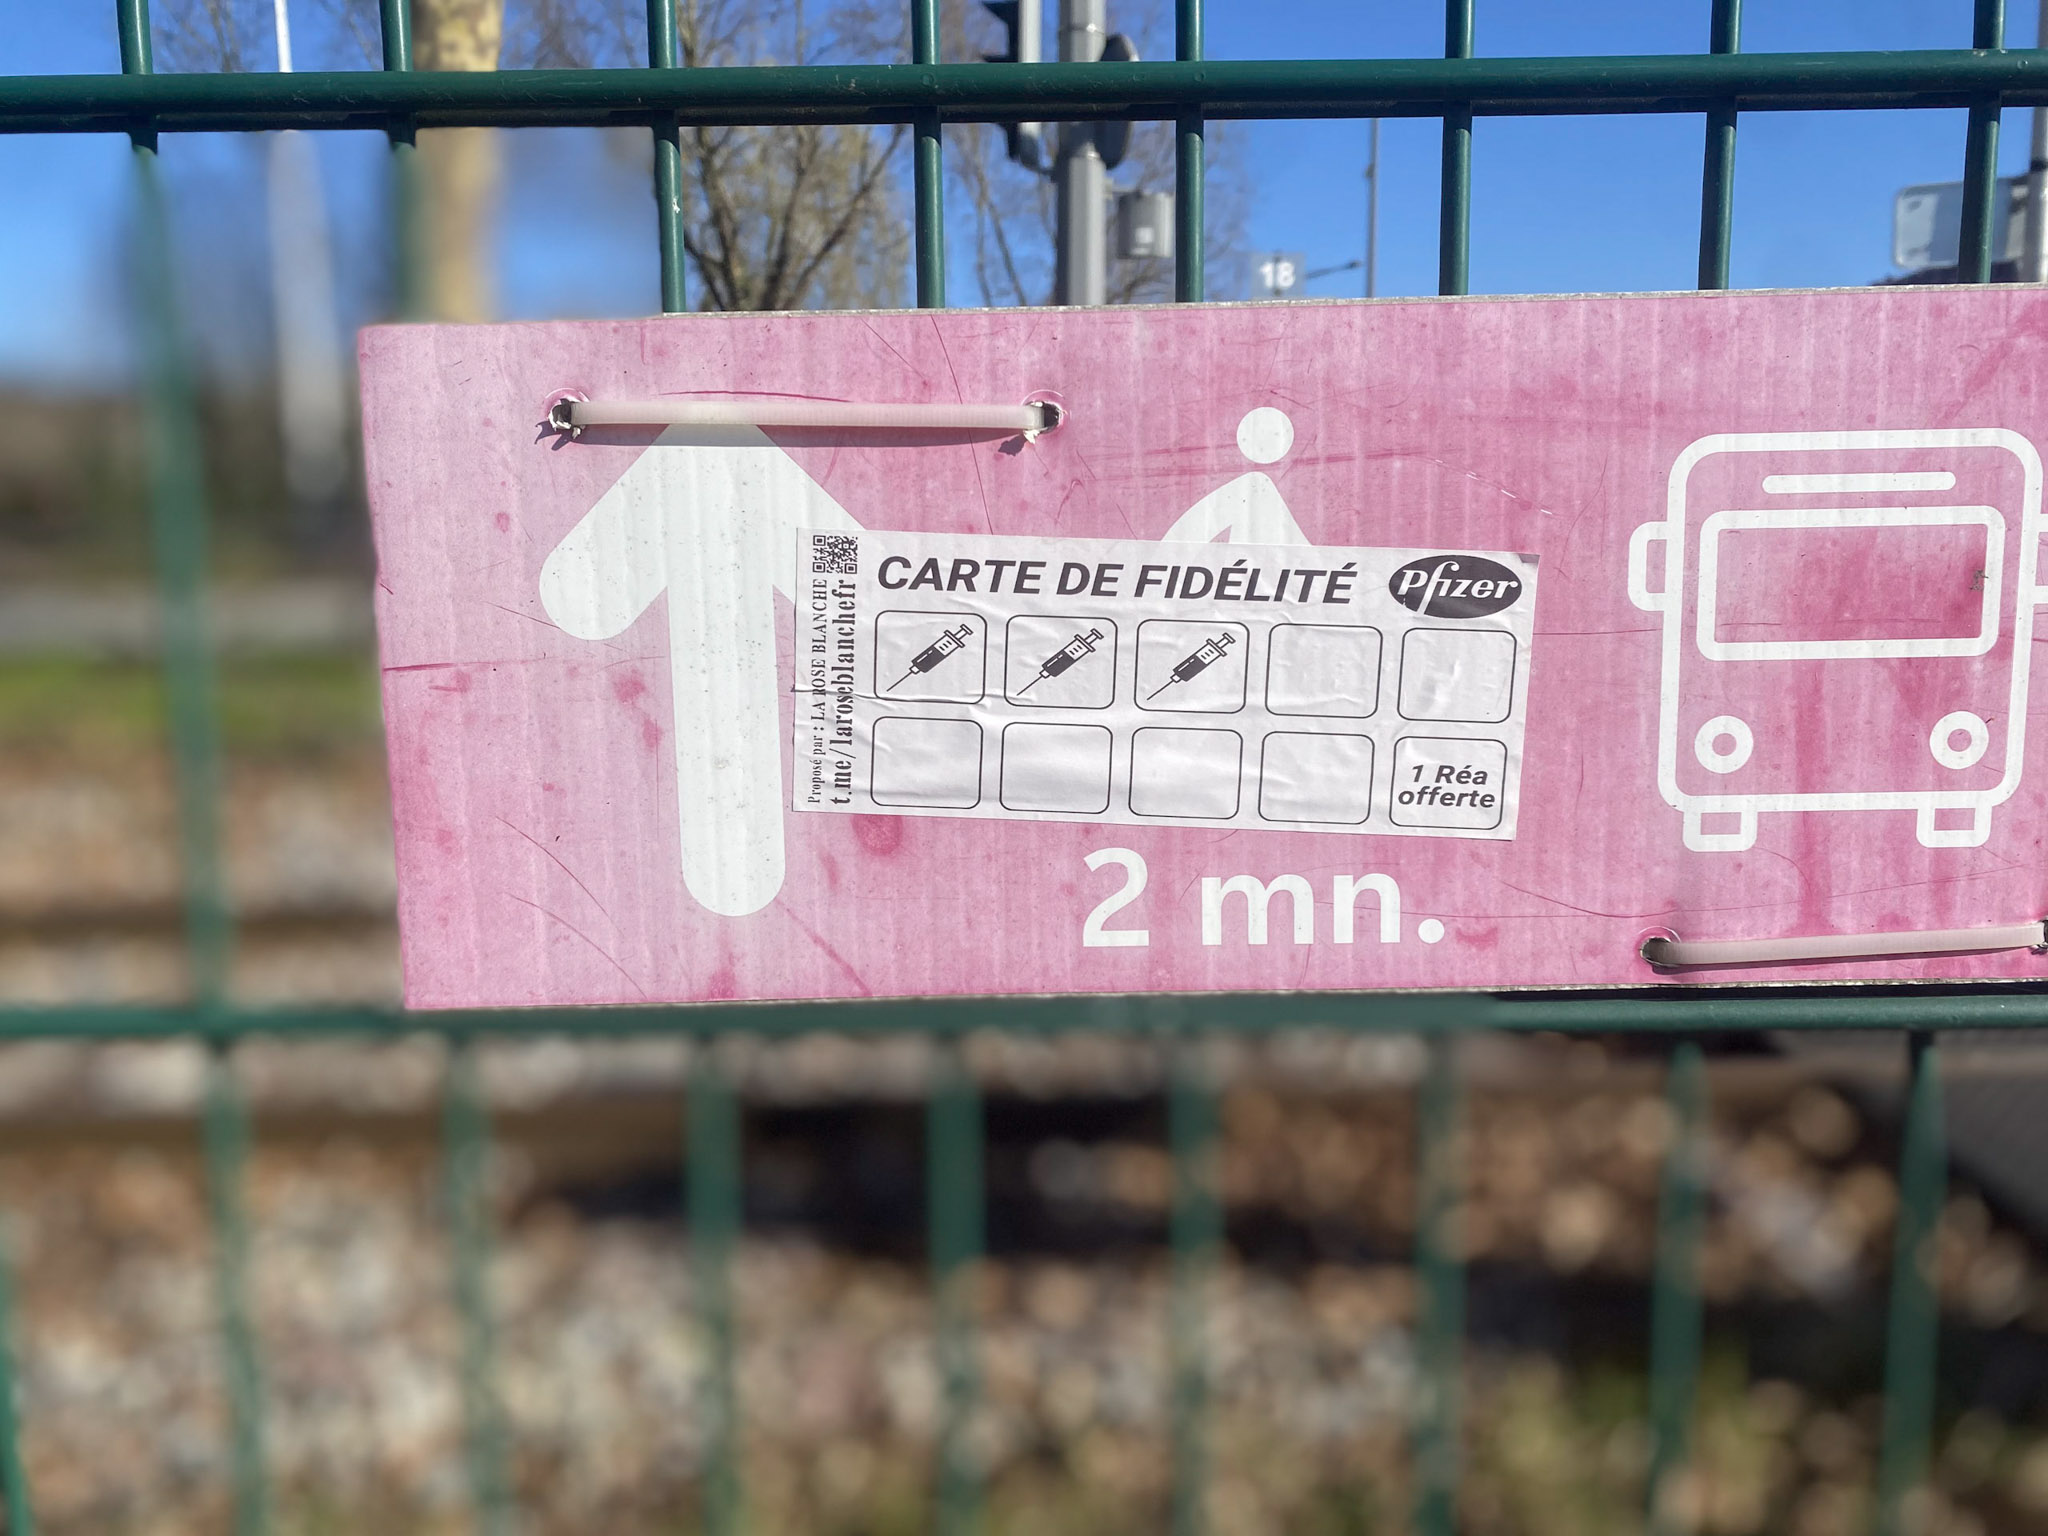 18
CARTE DE FIDÉLITÉ
Pfizer
Proposé par : LA ROSE BLANCHE
t.me/laroseblanchefr
1 Réa
offerte
2 mn.